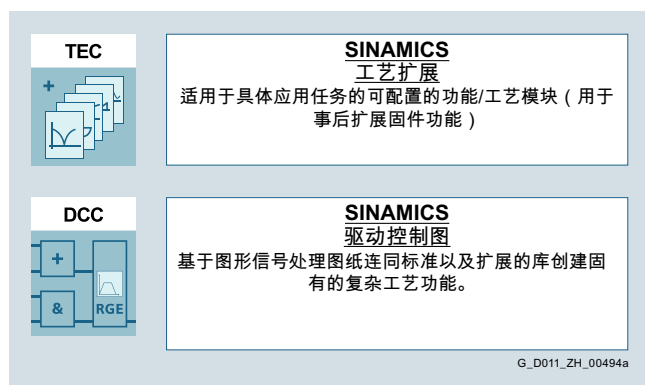 TEC
SINAMICS
工艺扩展
适用于具体应用任务的可配置的功能/工艺模块（用于
事后扩展固件功能）
+
DCC
SINAMICS
驱动控制图
基于图形信号处理图纸连同标准以及扩展的库创建固
有的复杂工艺功能。
+
&
RGE
G_D011_ZH_00494a